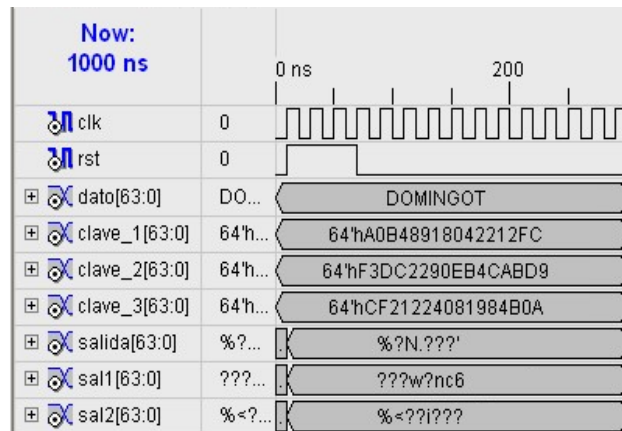 Now:
1000 ns
0 ns 200
clk 0
rst 0
dato[63:0] DO... DOMINGOT
clave_1[63:0] 64'h... 64'hA0B48918042212FC
clave_2[63:0] 64'h... 64'hF3DC2290EB4CABD9
clave_3[63:0] 64'h... 64'hCF21224081984B0A
salida[63:0] %?... %?N.???'
sal1[63:0] ???... ???w?nc6
sal2[63:0] %<?... %<??i???